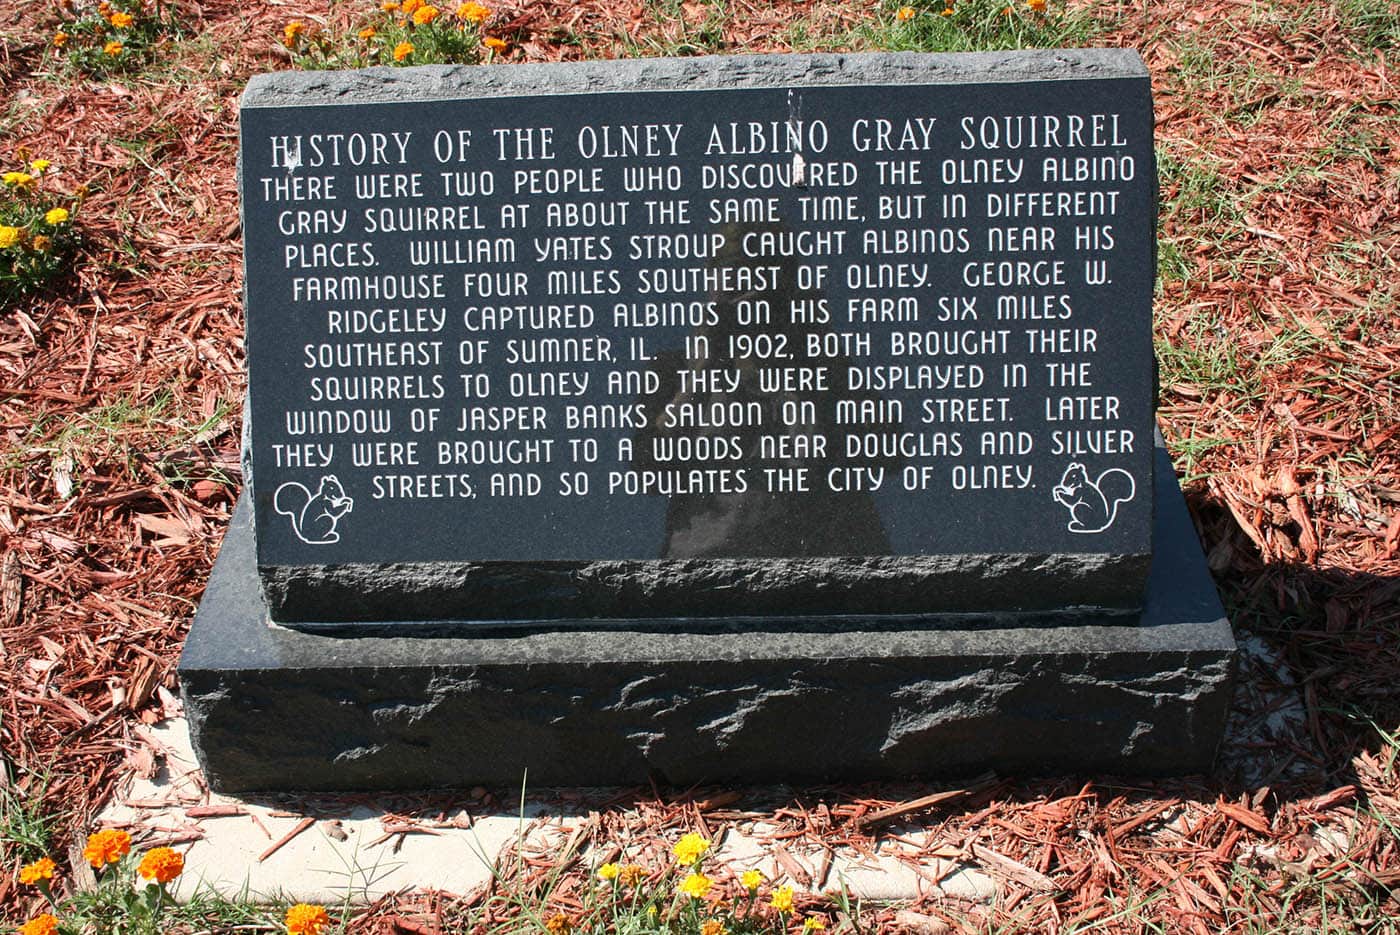 HISTORY OF THE OLNEY ALBINO GRAY SQUIRREL
THERE WERE TWO PEOPLE WHO DISCOVERED THE OLNEY ALBINO
GRAY SQUIRREL AT ABOUT THE SAME TIME, BUT IN DIFFERENT
PLACES. WILLIAM YATES STROUP CAUGHT ALBINOS NEAR HIS
FARMHOUSE FOUR MILES SOUTHEAST OF OLNEY. GEORGE W.
RIDGELEY CAPTURED ALBINOS ON HIS FARM SIX MILES
SOUTHEAST OF SUMNER, IL. IN 1902, BOTH BROUGHT THEIR
SQUIRRELS TO OLNEY AND THEY WERE DISPLAYED IN THE
WINDOW OF JASPER BANKS SALOON ON MAIN STREET. LATER
THEY WERE BROUGHT TO A WOODS NEAR DOUGLAS AND SILVER
STREETS, AND SO POPULATES THE CITY OF OLNEY.